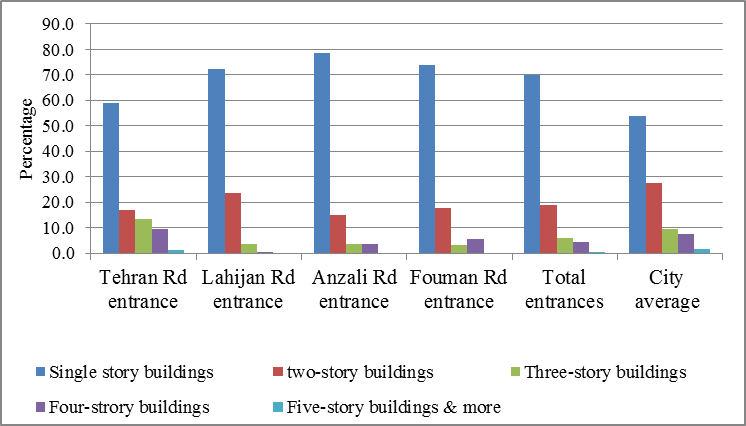 90.0
80.0
70.0
60.0
50.0
40.0
30.0
20.0
10.0
0.0
Percentage
Tehran Rd entrance
Lahijan Rd entrance
Anzali Rd entrance
Fouman Rd entrance
Total entrances
City average
Single story buildings
two-story buildings
Three-story buildings
Four-strory buildings
Five-story buildings & more